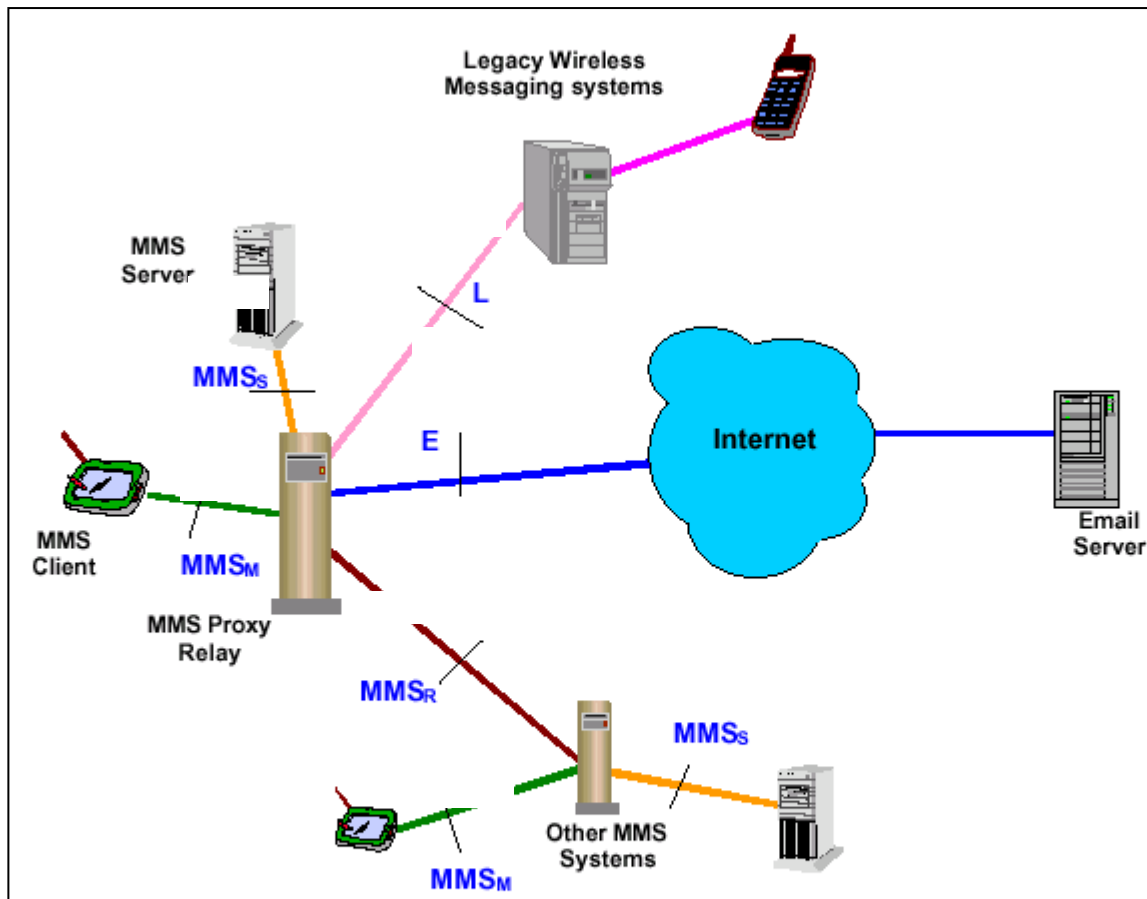 Legacy Wireless
Messaging systems
MMS
Server
L
MMSS
E
Internet
MMS
Client
MMSM
MMS Proxy
Relay
Email
Server
MMSR
MMSS
Other MMS
Systems
MMSM